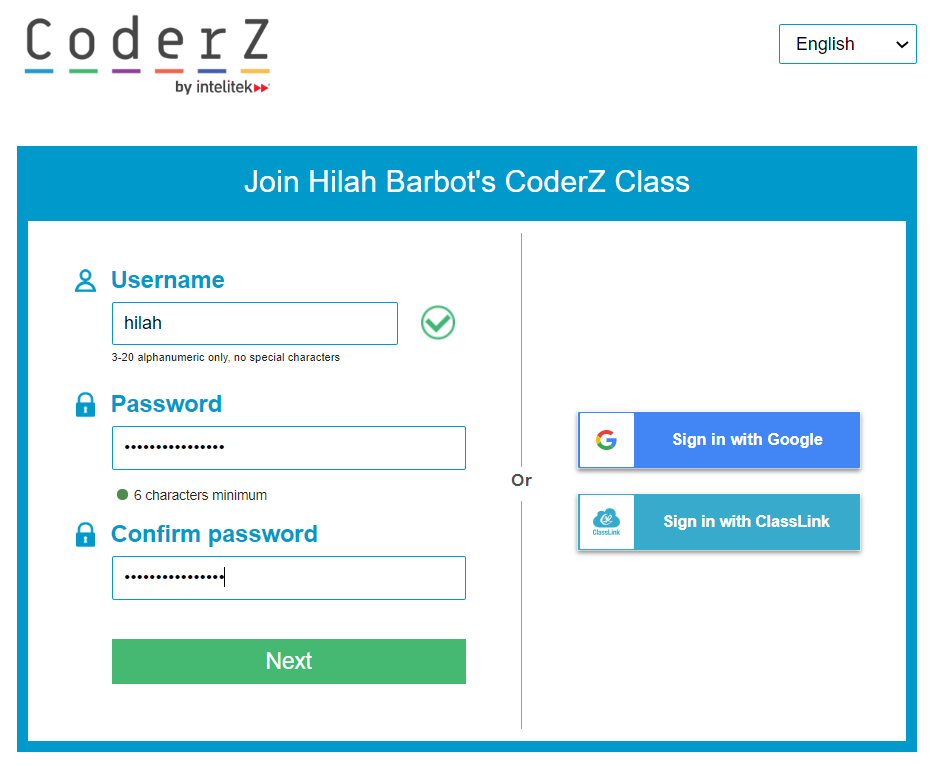 CoderZ
by intelitek
English
Join Hilah Barbot's CoderZ Class
Username
hilah
3-20 alphanumeric only, no special characters
Password
••••••••••••••••
6 characters minimum
Confirm password
••••••••••••••••
Next
Or
Sign in with Google
ClassLink
Sign in with ClassLink